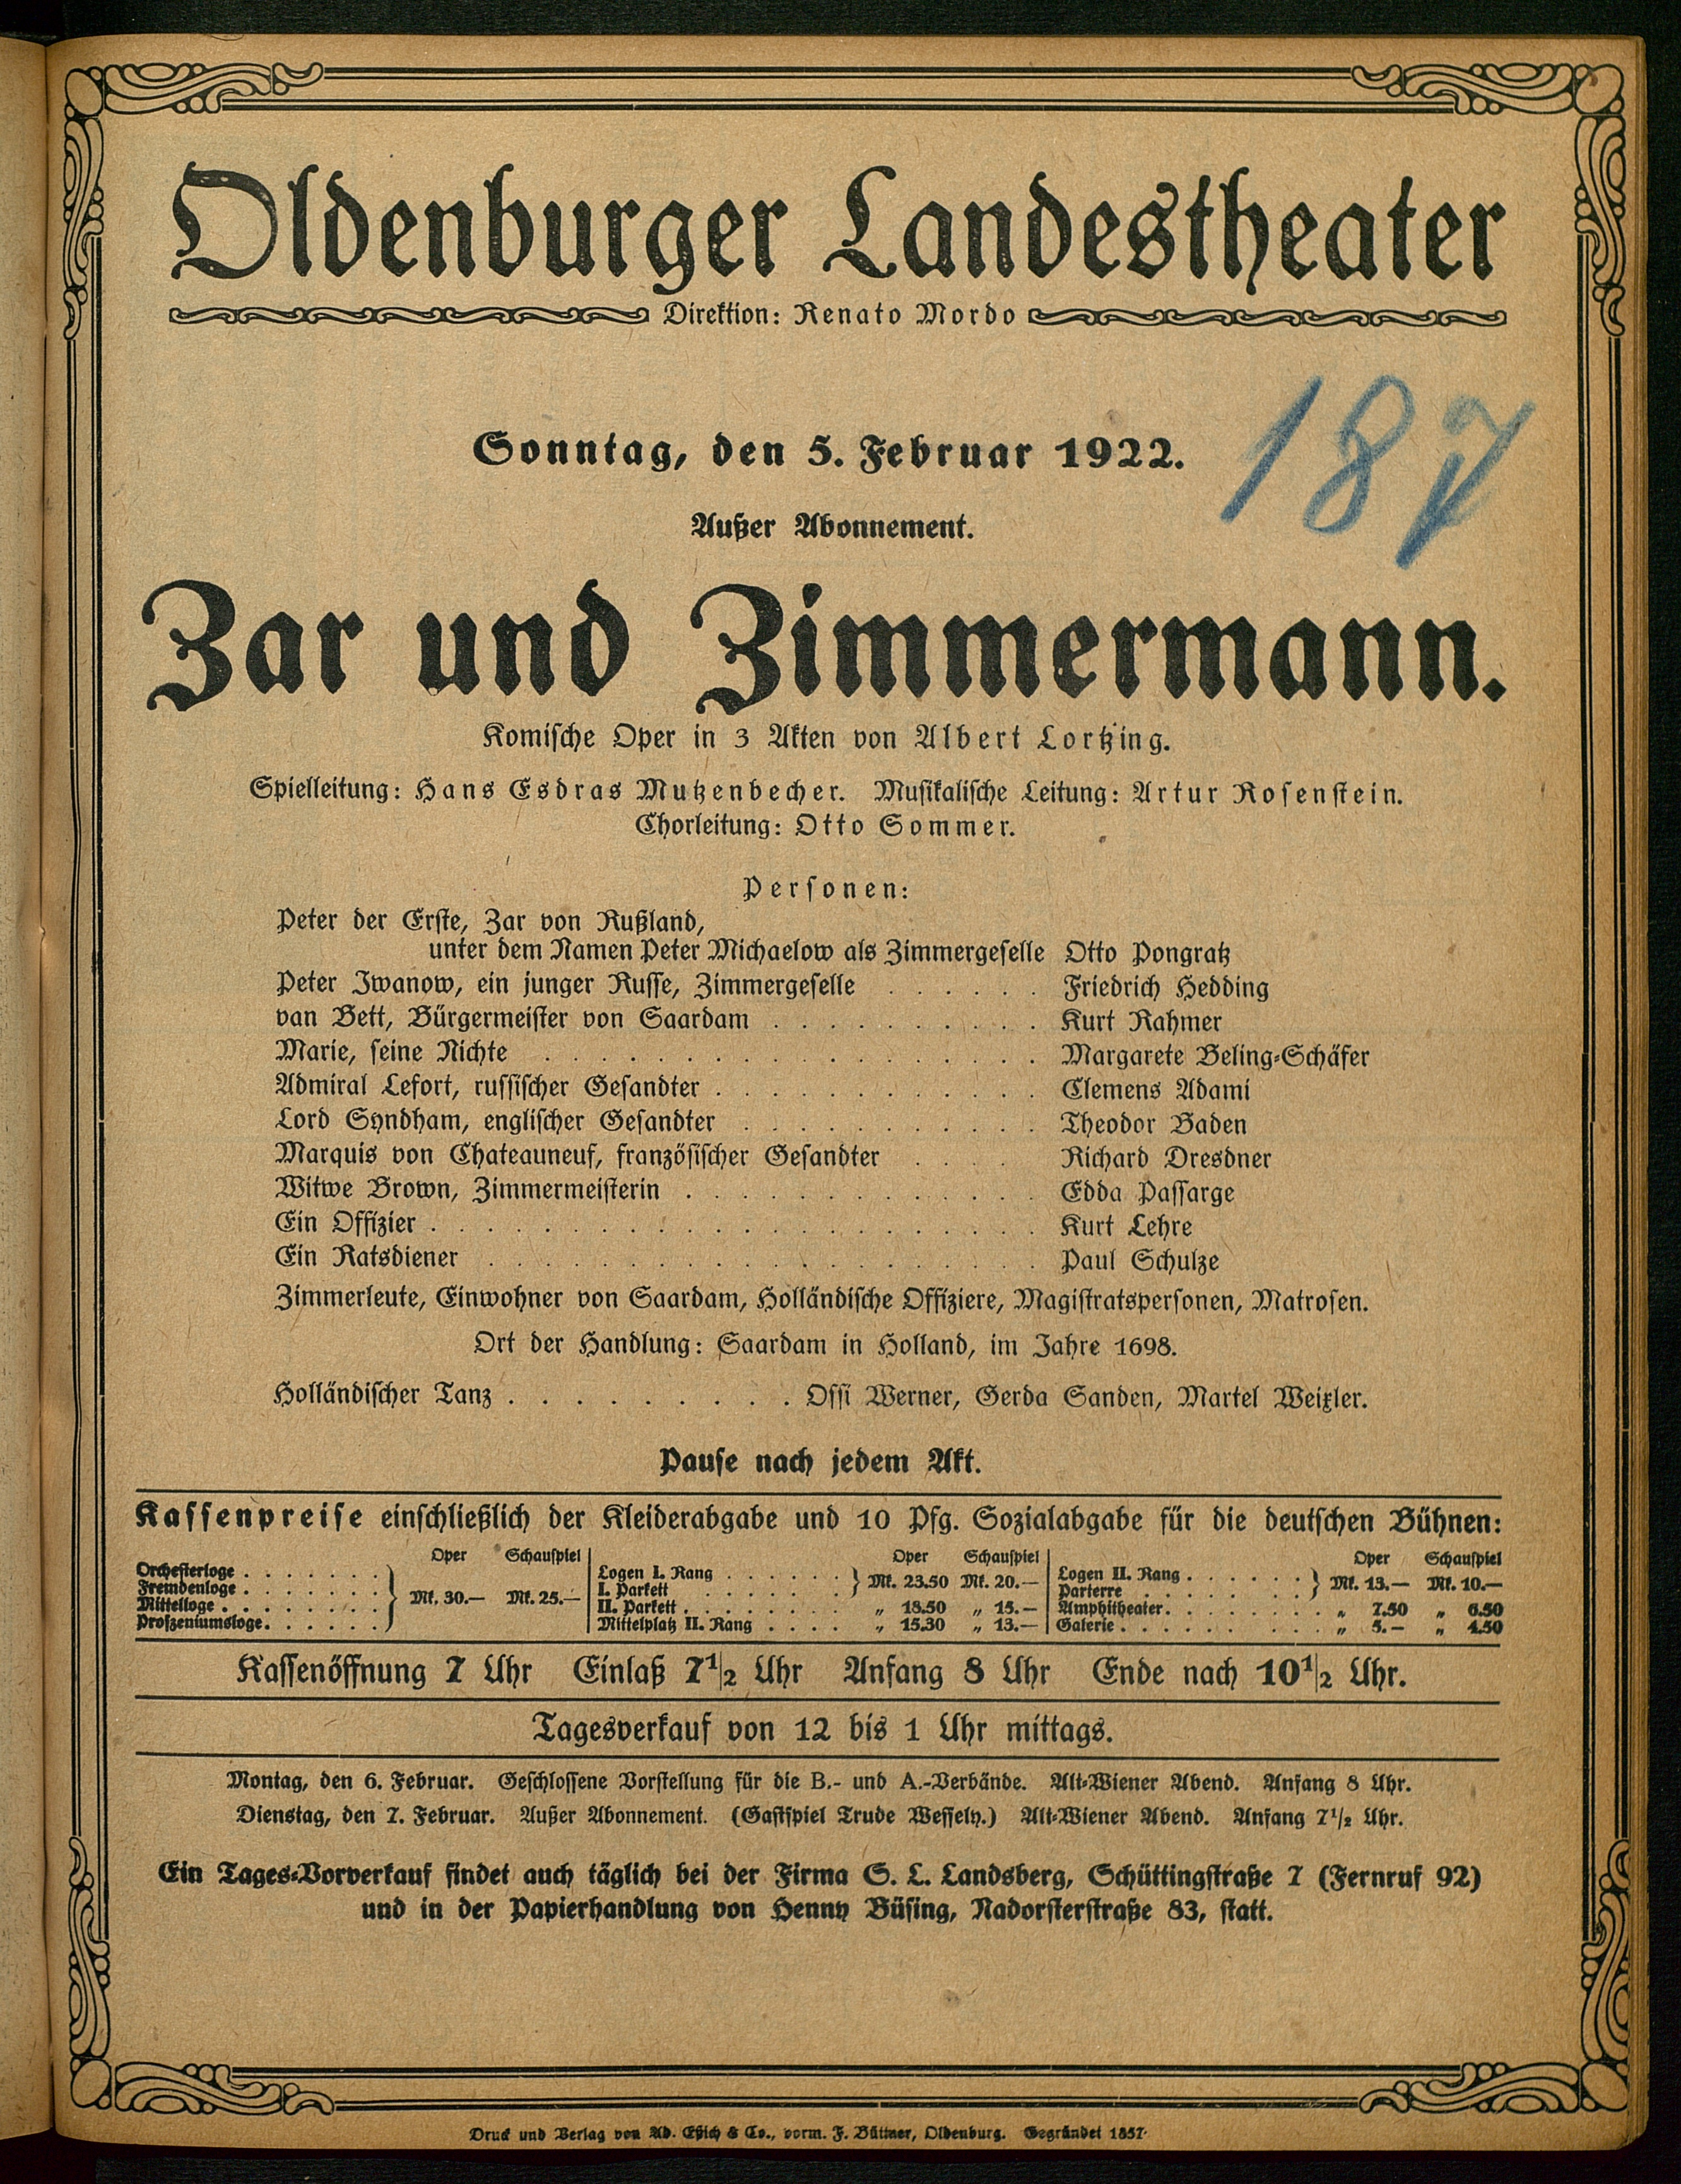 Oldenburger Landestheater
Direktion: Renato Mordo
187
Sonntag, den 5. Februar 1922.
Außer Abonnement.
Zar und Zimmermann.
Komische Oper in 3 Akten von Albert Lortzing.
Spielleitung: Hans Esdras Mutzenbecher. Musikalische Leitung: Artur Rosenstein.
Chorleitung: Otto Sommer.
Personen:
Peter der Erste, Zar von Rußland,
unter dem Namen Peter Michaelow als Zimmergeselle Otto Pongratz
Peter Iwanow, ein junger Russe, Zimmergeselle . . . . . . Friedrich Hedding
van Bett, Bürgermeister von Saardam . . . . . . . . . . Kurt Rahmer
Marie, seine Nichte . . . . . . . . . . . . . . . . . . Margarete Beling-Schäfer
Admiral Lefort, russischer Gesandter . . . . . . . . . . . . Clemens Adami
Lord Syndham, englischer Gesandter . . . . . . . . . . . Theodor Baden
Marquis von Chateauneuf, französischer Gesandter . . . . Richard Dresdner
Witwe Brown, Zimmermeisterin . . . . . . . . . . . . . Edda Passarge
Ein Offizier . . . . . . . . . . . . . . . . . . . . . . Kurt Lehre
Ein Ratsdiener . . . . . . . . . . . . . . . . . . . . Paul Schulze
Zimmerleute, Einwohner von Saardam, Holländische Offiziere, Magistratspersonen, Matrosen.
Ort der Handlung: Saardam in Holland, im Jahre 1698.
Holländischer Tanz . . . . . . . . . . Ossi Werner, Gerda Sanden, Martel Weixler.
Pause nach jedem Akt.
Kassenpreise einschließlich der Kleiderabgabe und 10 Pfg. Sozialabgabe für die deutschen Bühnen:
Oper Schauspiel
Orchesterloge . . . . . . .
Fremdenloge . . . . . . .
Mittelloge . . . . . . . .
Proszeniumsloge . . . . . .
Mk. 30.— Mk. 25.—
Oper Schauspiel
Logen I. Rang . . . . . .
I. Parkett . . . . . . .
Mk. 23.50 Mk. 20.—
II. Parkett . . . . . . . . „ 18.50 „ 15.—
Mittelplatz II. Rang . . . . „ 15.30 „ 13.—
Oper Schauspiel
Logen II. Rang . . . . . .
Parterre . . . . . . . .
Mk. 13.— Mk. 10.—
Amphitheater . . . . . . . . „ 7.50 „ 6.50
Galerie . . . . . . . . . . „ 5.— „ 4.50
Kassenöffnung 7 Uhr Einlaß 7 1/2 Uhr Anfang 8 Uhr Ende nach 10 1/2 Uhr.
Tagesverkauf von 12 bis 1 Uhr mittags.
Montag, den 6. Februar. Geschlossene Vorstellung für die B.- und A.-Verbände. Alt-Wiener Abend. Anfang 8 Uhr.
Dienstag, den 7. Februar. Außer Abonnement. (Gastspiel Trude Wessely.) Alt-Wiener Abend. Anfang 7 1/2 Uhr.
Ein Tages-Vorverkauf findet auch täglich bei der Firma S. L. Landsberg, Schüttingstraße 7 (Fernruf 92)
und in der Papierhandlung von Henny Büsing, Nadorsterstraße 83, statt.
Druck und Verlag von Ad. Eßich & Co., vorm. F. Büttner, Oldenburg. Gegründet 1857.